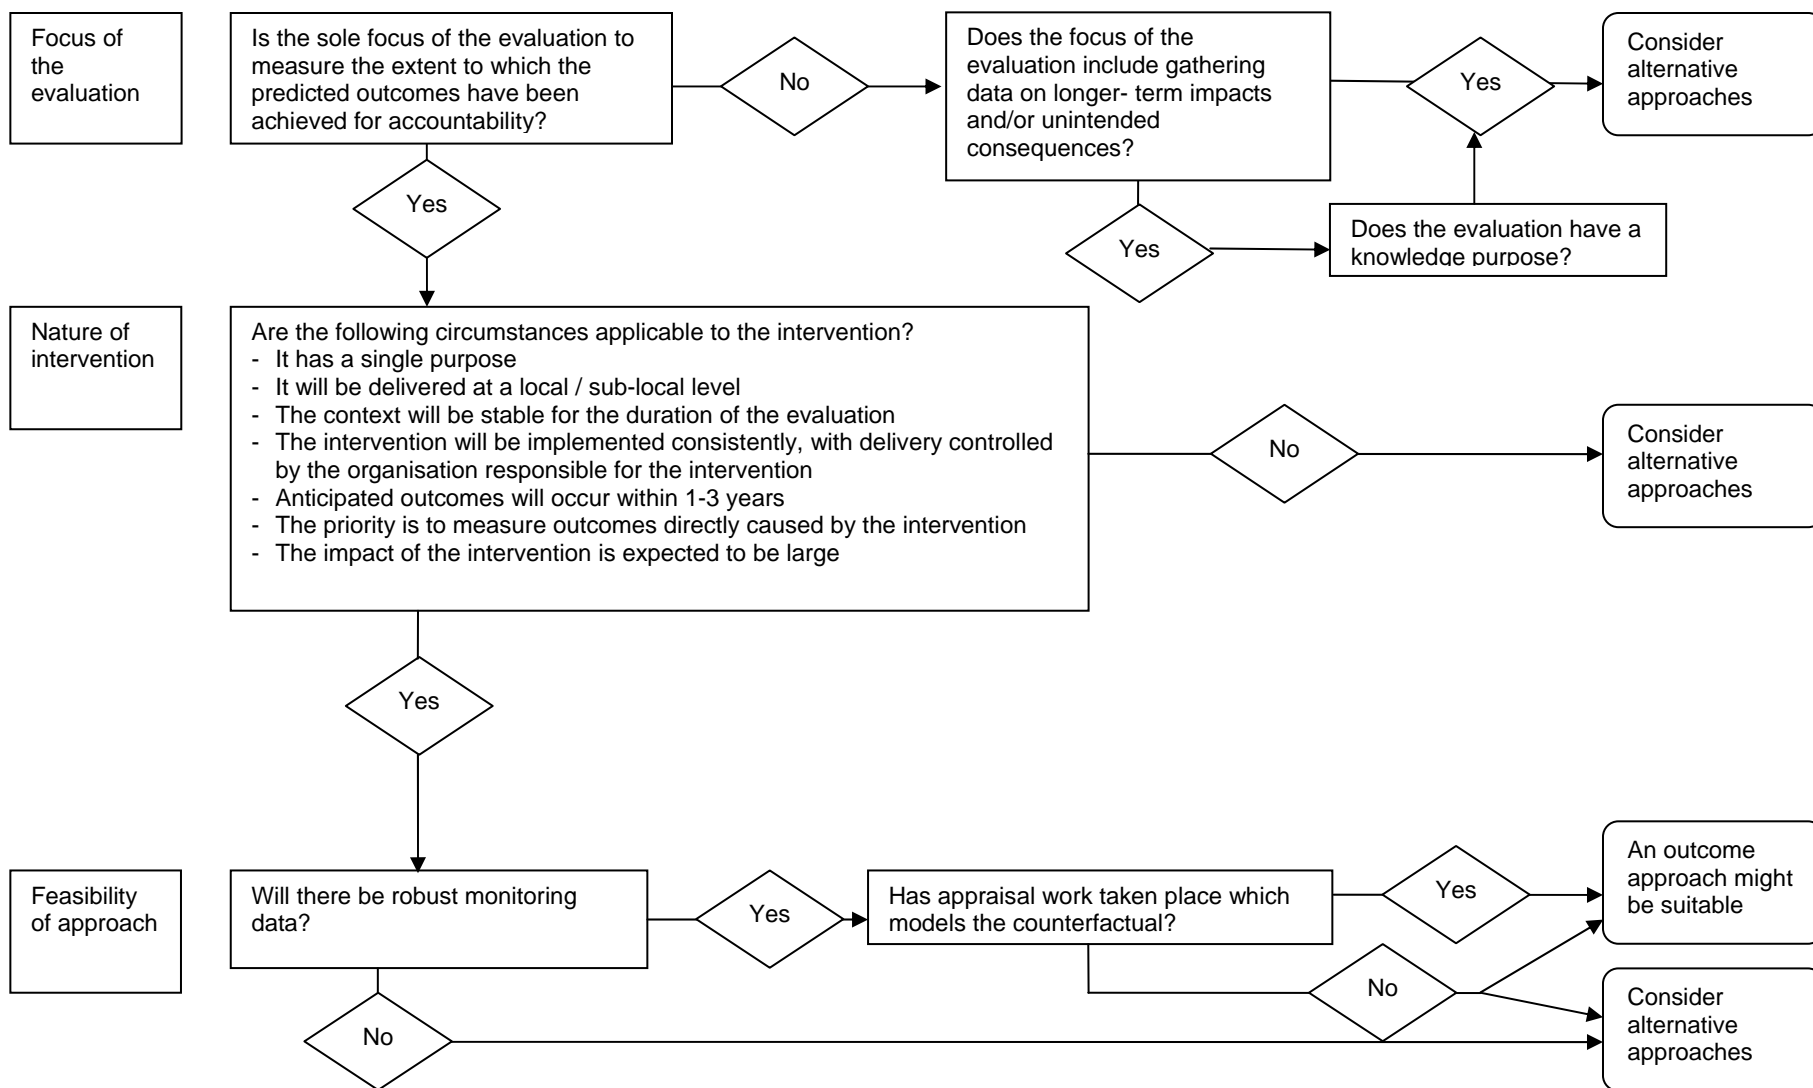 Focus of
the
evaluation
Is the sole focus of the evaluation to
measure the extent to which the
predicted outcomes have been
achieved for accountability?
No
Does the focus of the
evaluation include gathering
data on longer- term impacts
and/or unintended
consequences?
Yes
Consider
alternative
approaches
Yes
Yes
Does the evaluation have a
knowledge purpose?
Nature of
intervention
Are the following circumstances applicable to the intervention?
- It has a single purpose
- It will be delivered at a local / sub-local level
- The context will be stable for the duration of the evaluation
- The intervention will be implemented consistently, with delivery controlled
by the organisation responsible for the intervention
- Anticipated outcomes will occur within 1-3 years
- The priority is to measure outcomes directly caused by the intervention
- The impact of the intervention is expected to be large
No
Consider
alternative
approaches
Yes
Feasibility
of approach
Will there be robust monitoring
data?
Yes
Has appraisal work taken place which
models the counterfactual?
Yes
An outcome
approach might
be suitable
No
No
Consider
alternative
approaches